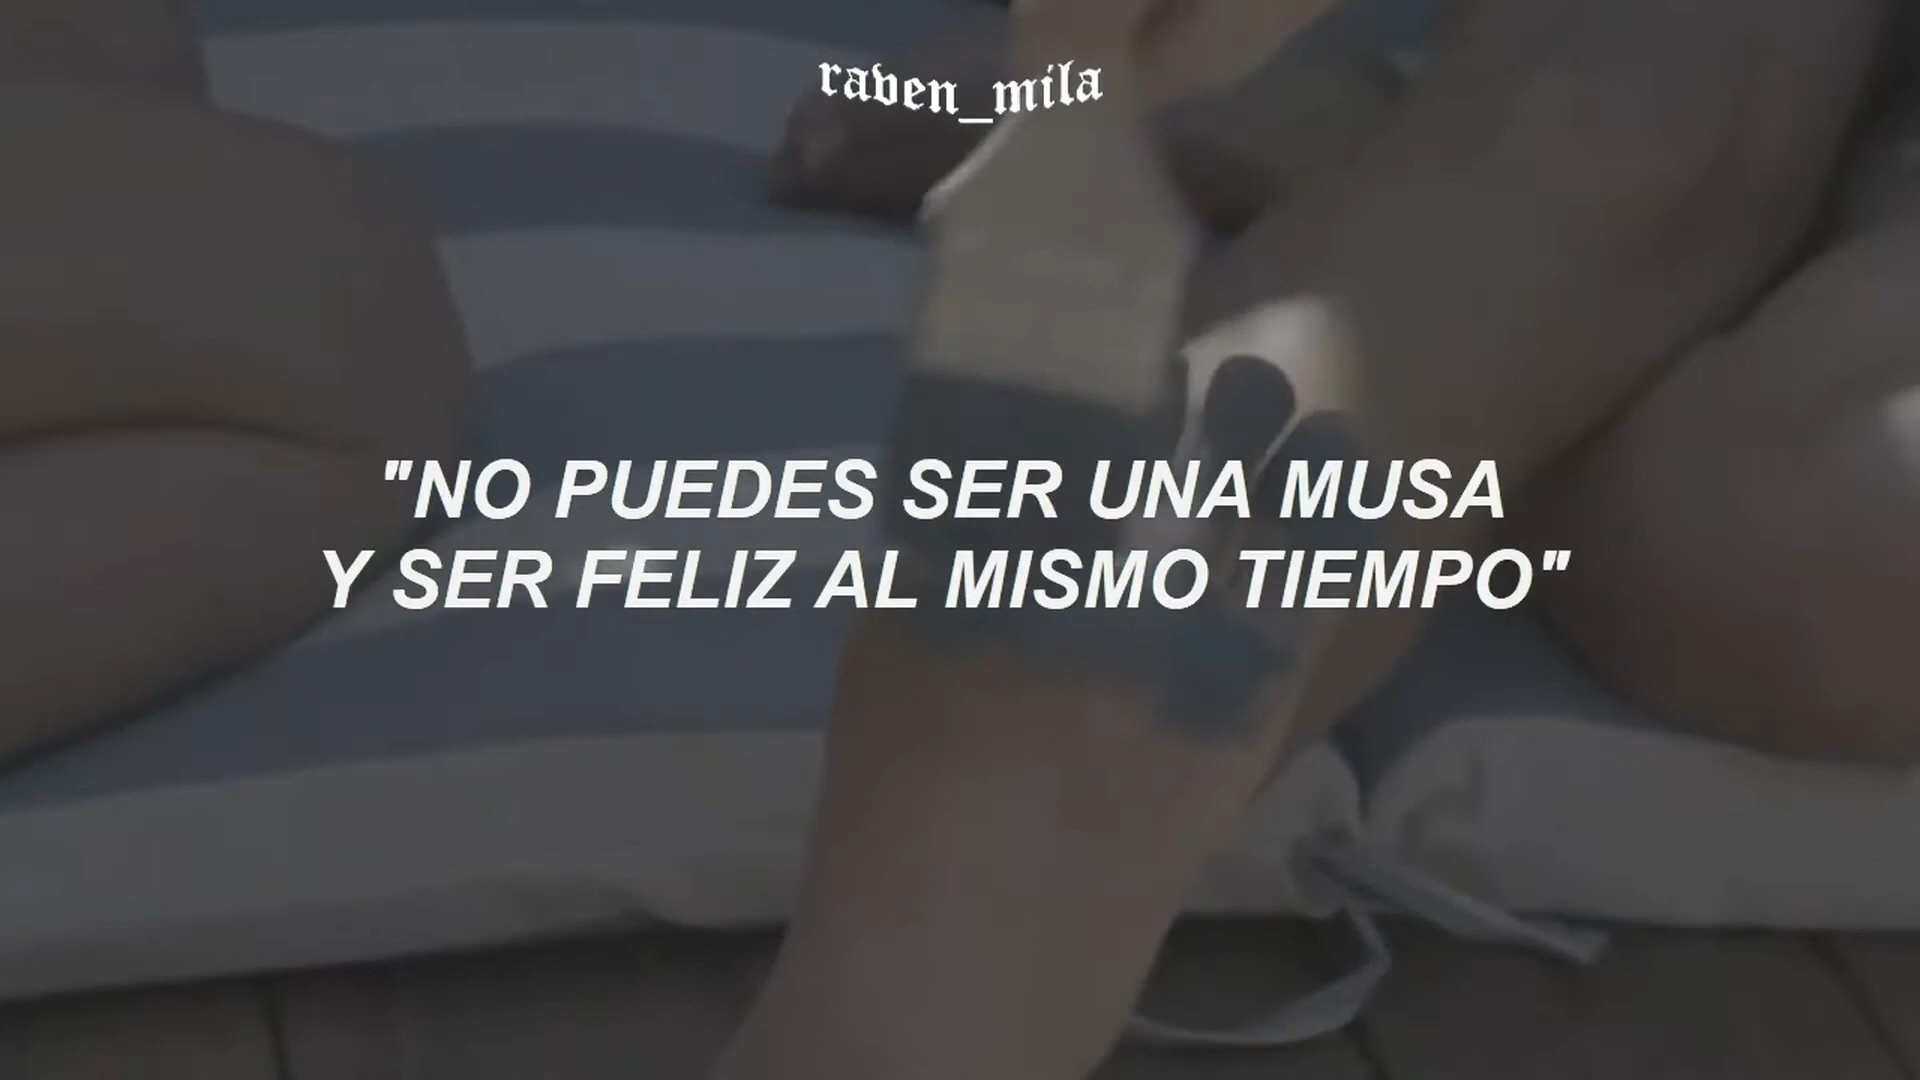 raven_mila
"NO PUEDES SER UNA MUSA
Y SER FELIZ AL MISMO TIEMPO"